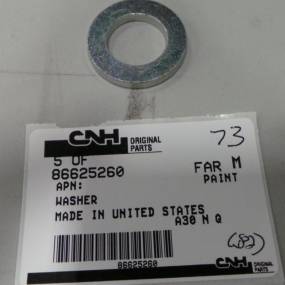 CNH ORIGINAL PARTS
73
5 OF
86625260
FAR M
PAINT
APN:
WASHER
MADE IN UNITED STATES
A30 N Q
86625260
CNH ORIGINAL PARTS